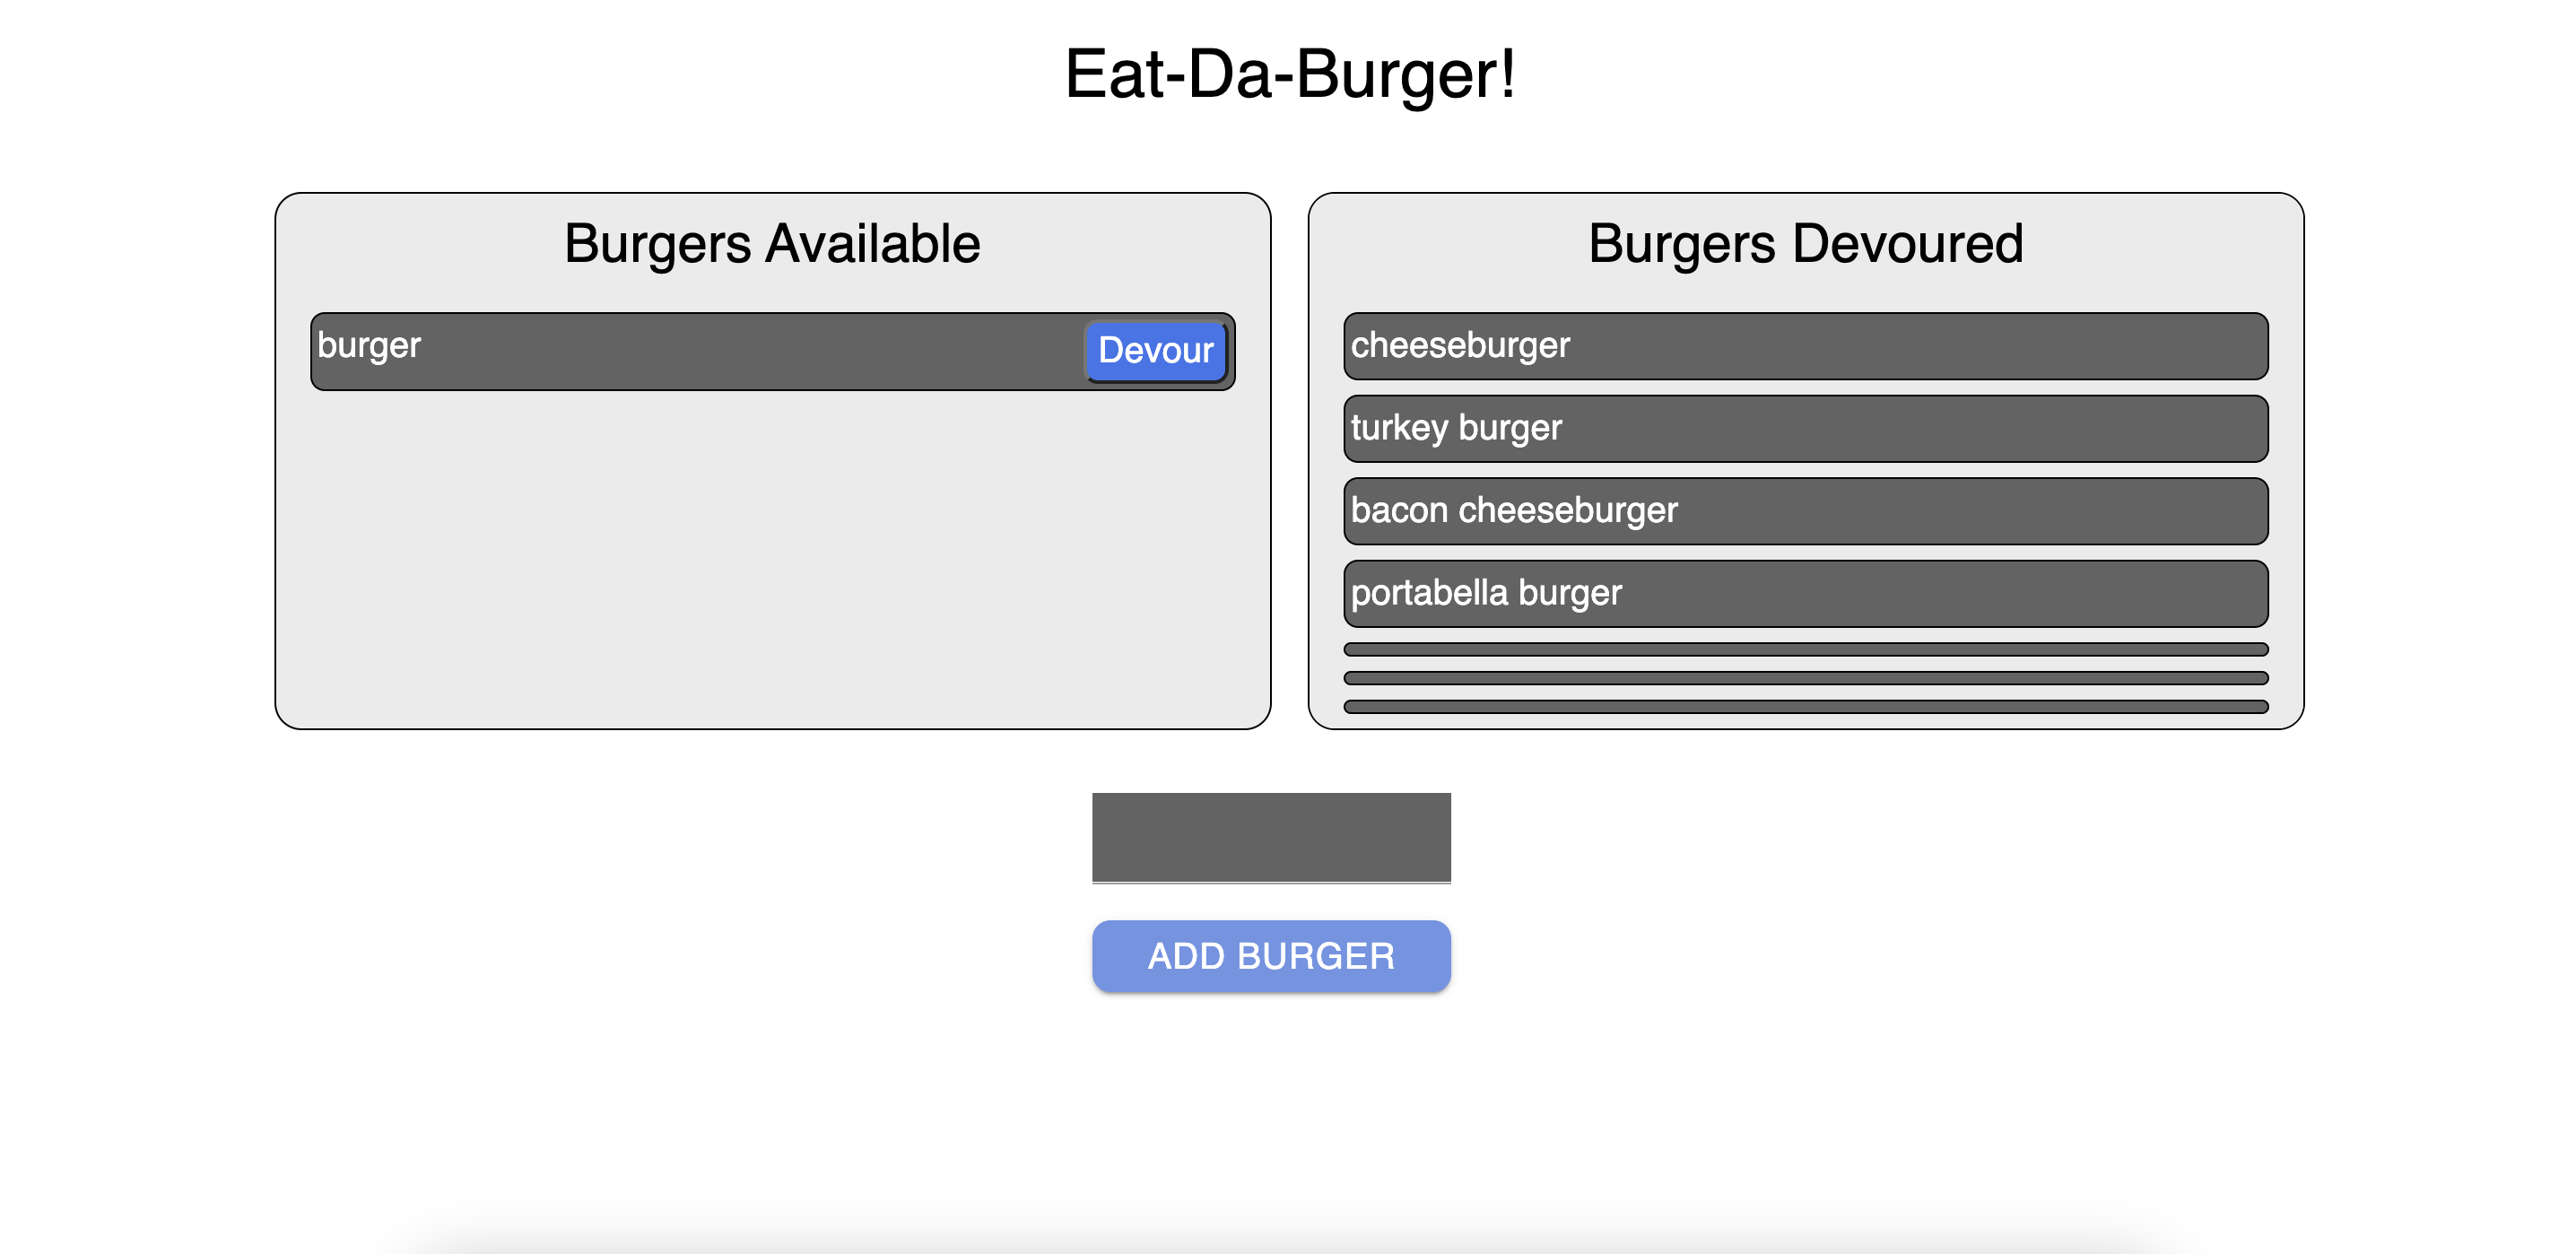 Eat-Da-Burger!
Burgers Available
burger
Devour
Burgers Devoured
cheeseburger
turkey burger
bacon cheeseburger
portabella burger
ADD BURGER